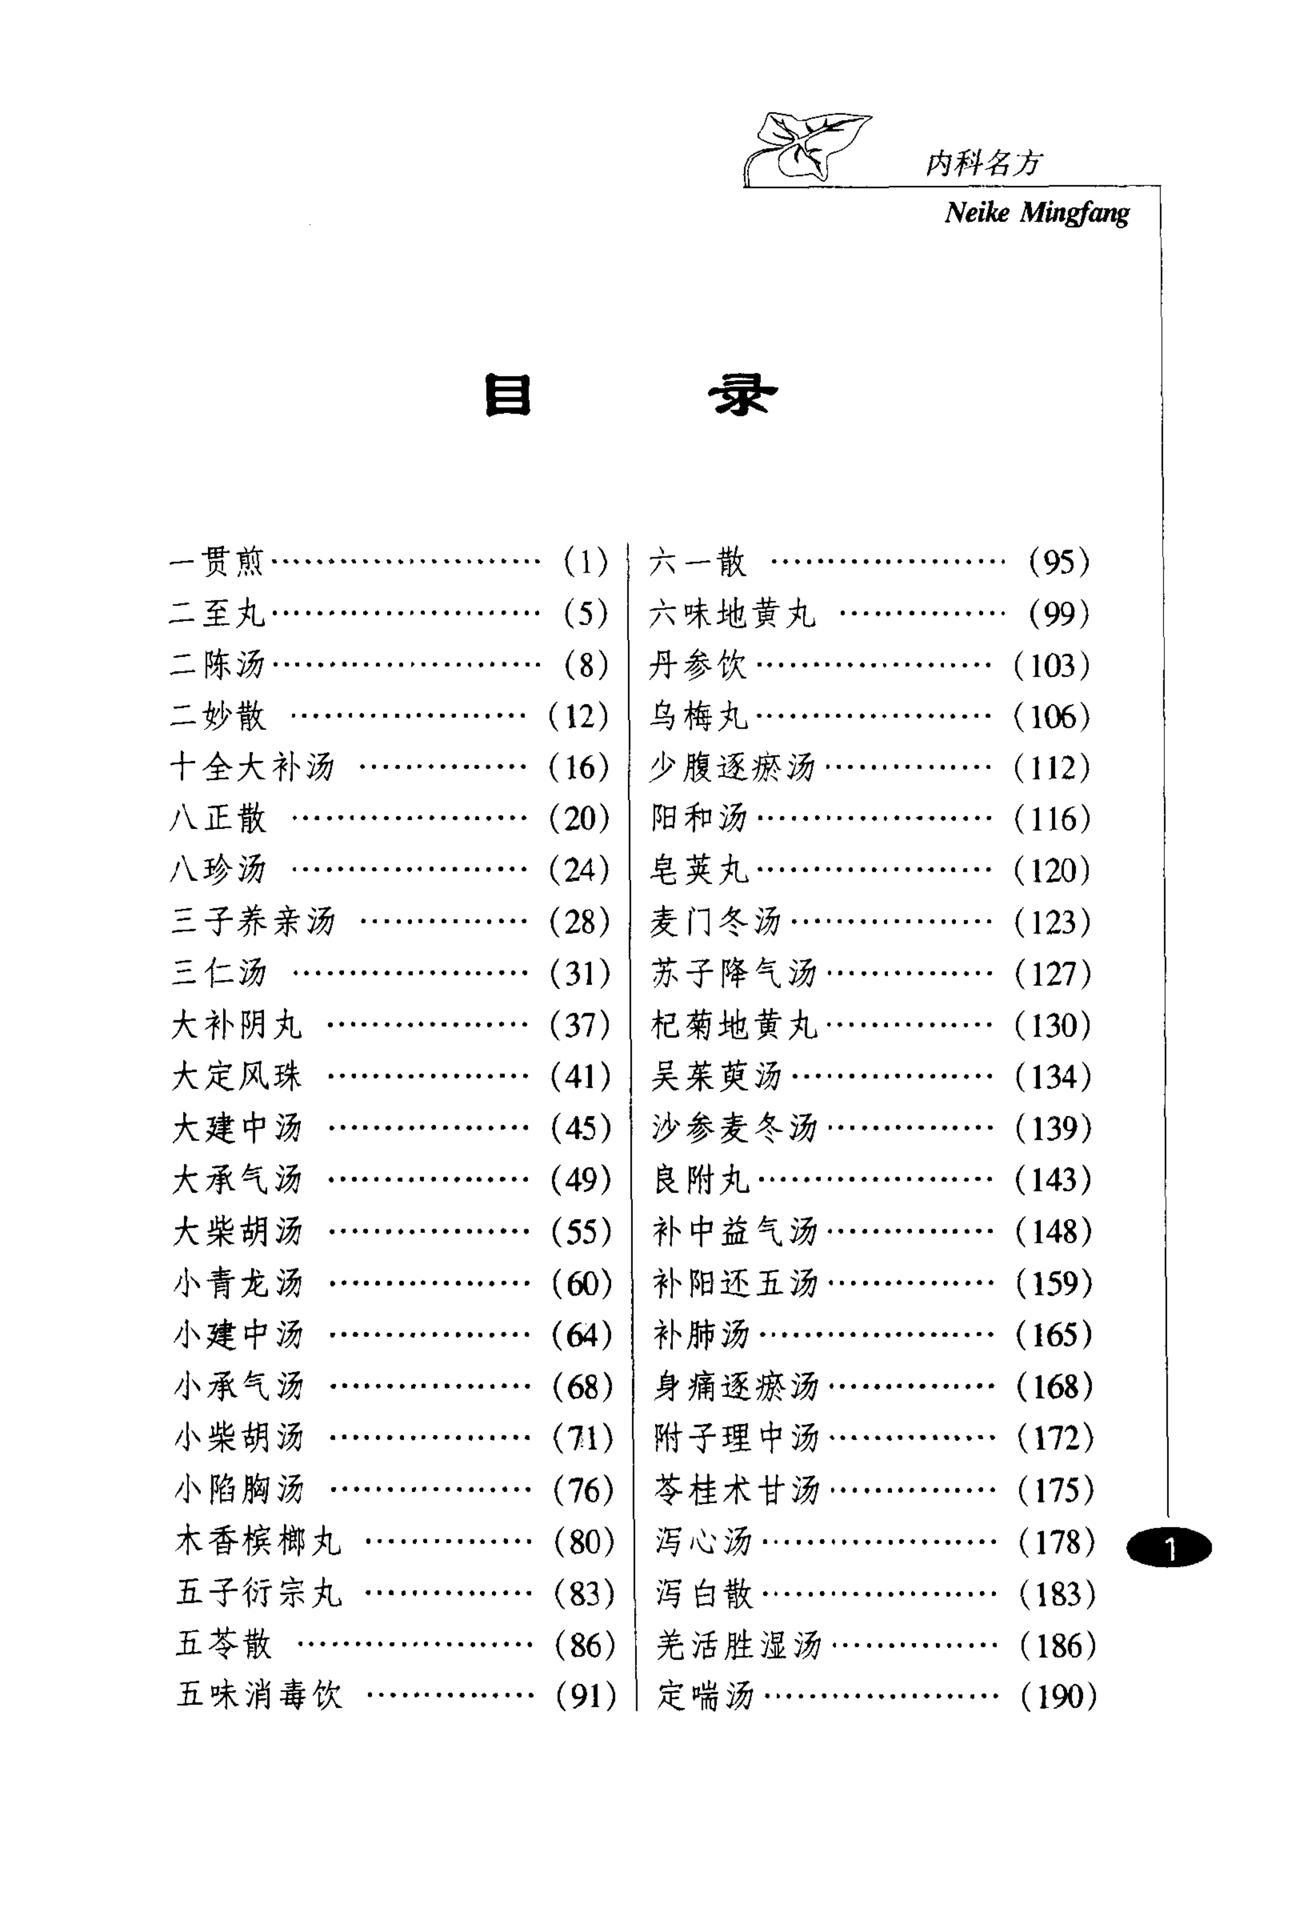 内科名方
Neike Mingfang
目 录
一贯煎……………………(1)
二至丸……………………(5)
二陈汤……………………(8)
二妙散 …………………(12)
十全大补汤 ……………(16)
八正散 …………………(20)
八珍汤 …………………(24)
三子养亲汤 ……………(28)
三仁汤 …………………(31)
大补阴丸 ………………(37)
大定风珠 ………………(41)
大建中汤 ………………(45)
大承气汤 ………………(49)
大柴胡汤 ………………(55)
小青龙汤 ………………(60)
小建中汤 ………………(64)
小承气汤 ………………(68)
小柴胡汤 ………………(71)
小陷胸汤 ………………(76)
木香槟榔丸 ……………(80)
五子衍宗丸 ……………(83)
五苓散 …………………(86)
五味消毒饮 ……………(91)
六一散 …………………(95)
六味地黄丸 ……………(99)
丹参饮…………………(103)
乌梅丸…………………(106)
少腹逐瘀汤……………(112)
阳和汤…………………(116)
皂荚丸…………………(120)
麦门冬汤………………(123)
苏子降气汤……………(127)
杞菊地黄丸……………(130)
吴茱萸汤………………(134)
沙参麦冬汤……………(139)
良附丸…………………(143)
补中益气汤……………(148)
补阳还五汤……………(159)
补肺汤…………………(165)
身痛逐瘀汤……………(168)
附子理中汤……………(172)
苓桂术甘汤……………(175)
泻心汤…………………(178)
泻白散…………………(183)
羌活胜湿汤……………(186)
定喘汤…………………(190)
1